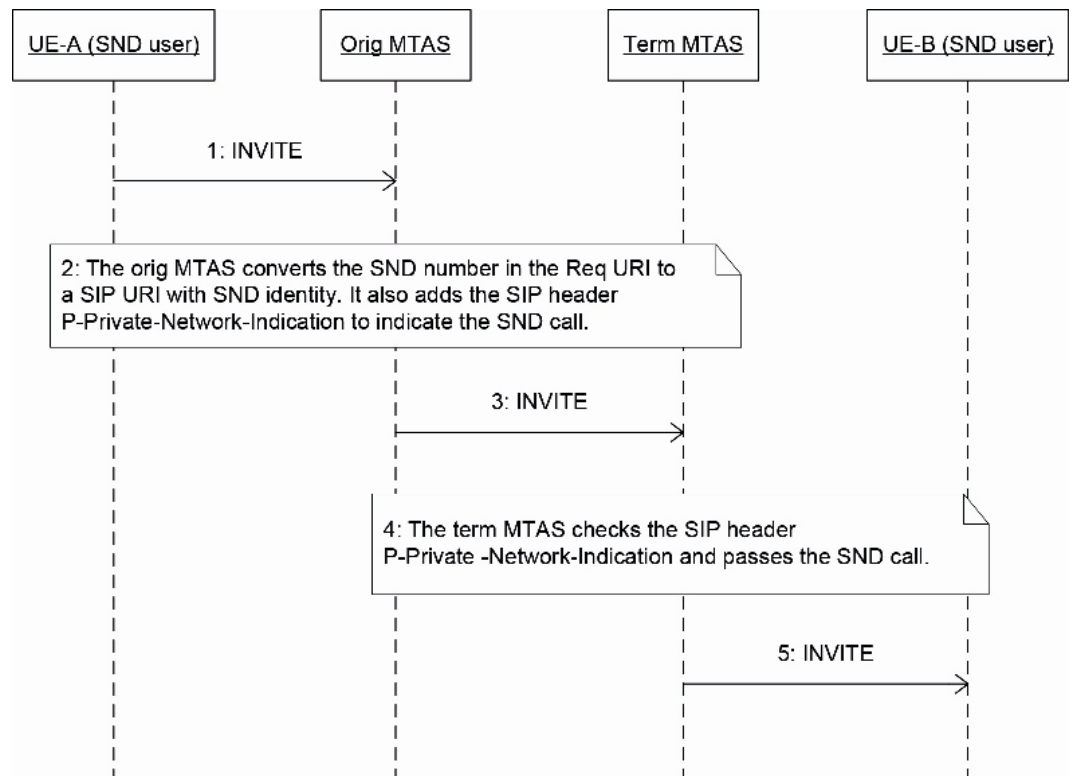 UE-A (SND user)
Orig MTAS
Term MTAS
UE-B (SND user)
1: INVITE
2: The orig MTAS converts the SND number in the Req URI to
a SIP URI with SND identity. It also adds the SIP header
P-Private-Network-Indication to indicate the SND call.
3: INVITE
4: The term MTAS checks the SIP header
P-Private -Network-Indication and passes the SND call.
5: INVITE